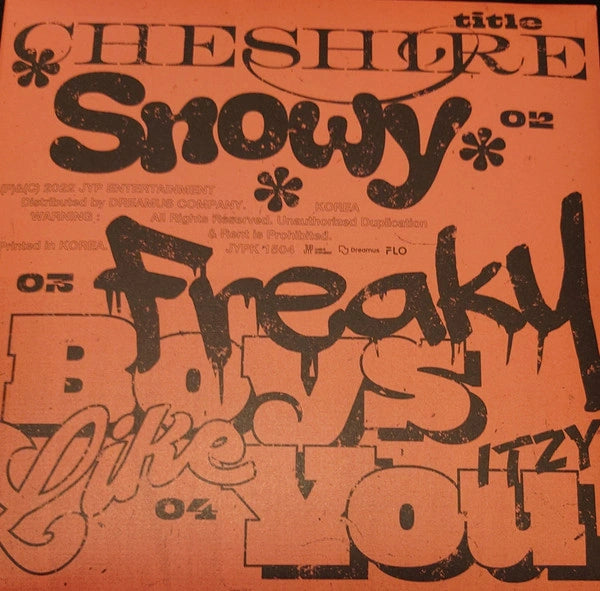 title
CHESHIRE
Snowy 02
(P)&(C) 2022 JYP ENTERTAINMENT
Distributed by DREAMUS COMPANY. KOREA
WARNING : All Rights Reserved. Unauthorized Duplication
& Rent is Prohibited.
Printed in KOREA. JYPK 1504 Dreamus FLO
03 Freaky
Boys
Like
ITZY
04 You